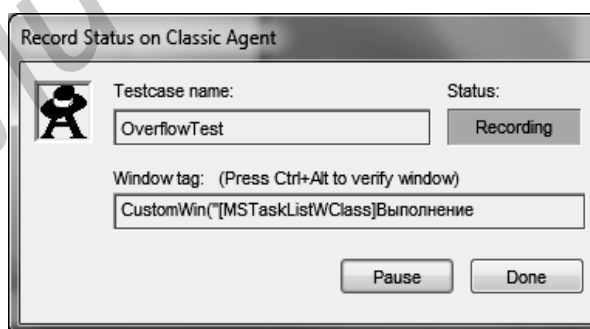 Record Status on Classic Agent
Testcase name: Status:
OverflowTest Recording
Window tag: (Press Ctrl+Alt to verify window)
CustomWin("[MSTaskListWClass]Выполнение
Pause Done